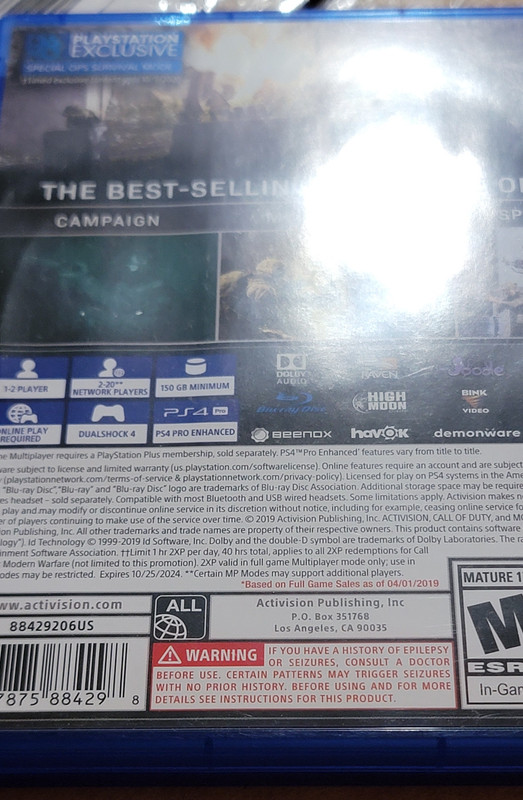 PLAYSTATION
EXCLUSIVE
SPECIAL OPS SURVIVAL MODE
THE BEST-SELLIN
CAMPAIGN
1-2 PLAYER
2-20**
NETWORK PLAYERS
150 GB MINIMUM
ONLINE PLAY
REQUIRED
DUALSHOCK 4
PS4 Pro
PS4 PRO ENHANCED
DOLBY
AUDIO
RAVEN
oodle
Blu-ray Disc
HIGH
MOON
BINK
VIDEO
BEENOX
havok
demonware
ne Multiplayer requires a PlayStation Plus membership, sold separately. PS4™Pro Enhanced' features vary from title to title.
ware subject to license and limited warranty (us.playstation.com/softwarelicense). Online features require an account and are subject
(playstationnetwork.com/terms-of-service & playstationnetwork.com/privacy-policy). Licensed for play on PS4 systems in the Ame
"Blu-ray Disc", "Blu-ray" and "Blu-ray Disc" logo are trademarks of Blu-ray Disc Association. Additional storage space may be require
es headset – sold separately. Compatible with most Bluetooth and USB wired headsets. Some limitations apply. Activision makes n
play and may modify or discontinue online service in its discretion without notice, including for example, ceasing online service fo
er of players continuing to make use of the service over time. © 2019 Activision Publishing, Inc. ACTIVISION, CALL OF DUTY, and MO
on Publishing, Inc. All other trademarks and trade names are property of their respective owners. This product contains software
ology"). Id Technology © 1999-2019 Id Software, Inc. Dolby and the double-D symbol are trademarks of Dolby Laboratories. The ra
inment Software Association. ††Limit 1 hr 2XP per day, 40 hrs total, applies to all 2XP redemptions for Call
Modern Warfare (not limited to this promotion). 2XP valid in full game Multiplayer mode only; use in
odes may be restricted. Expires 10/25/2024. **Certain MP Modes may support additional players.
*Based on Full Game Sales as of 04/01/2019
ww.activision.com
88429206US
ALL
Activision Publishing, Inc
P.O. Box 351768
Los Angeles, CA 90035
MATURE 1
M
ESR
In-Gam
WARNING IF YOU HAVE A HISTORY OF EPILEPSY
OR SEIZURES, CONSULT A DOCTOR
BEFORE USE. CERTAIN PATTERNS MAY TRIGGER SEIZURES
WITH NO PRIOR HISTORY. BEFORE USING AND FOR MORE
DETAILS SEE INSTRUCTIONS FOR THIS PRODUCT.
7875 88429 8